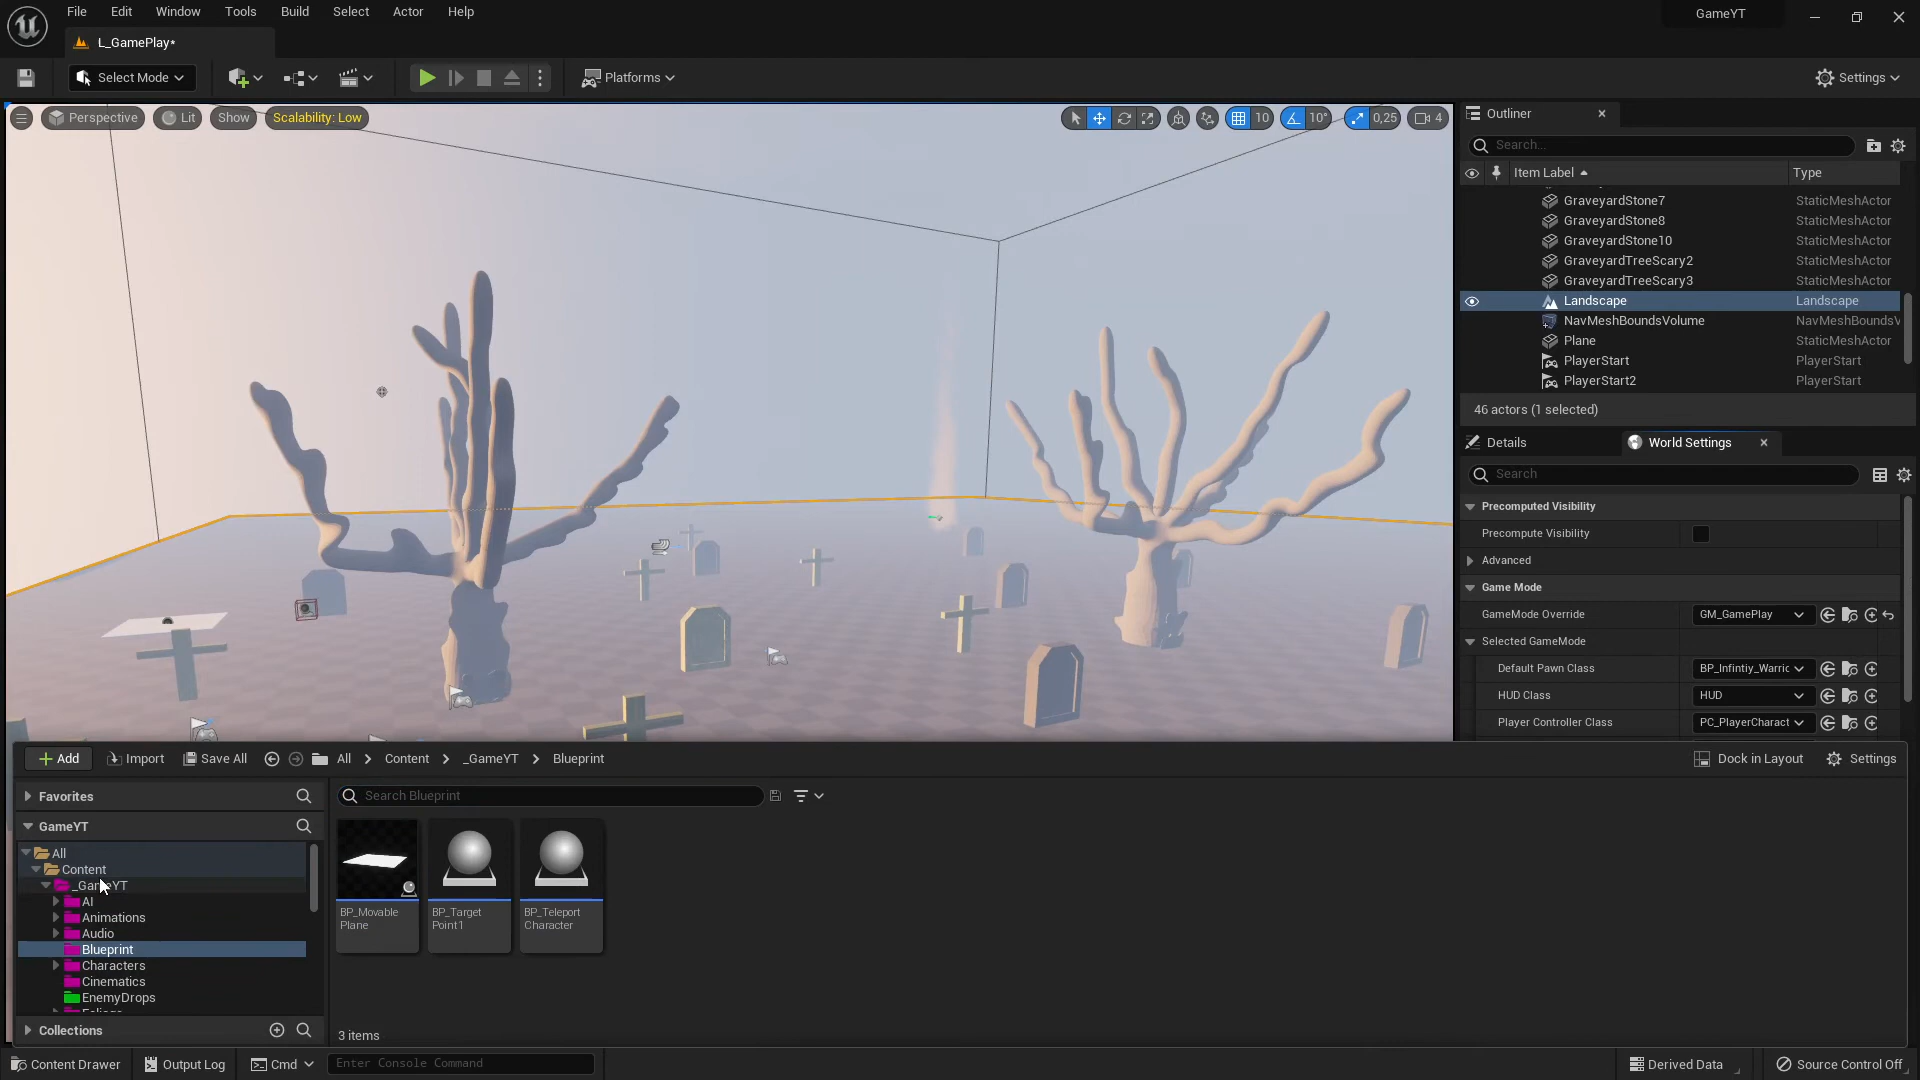 File Edit Window Tools Build Select Actor Help
GameYT
L_GamePlay*
Select Mode
Platforms
Settings
Perspective Lit Show Scalability: Low
10 10° 0,25 4
Outliner
Search...
Item Label Type
GraveyardStone7 StaticMeshActor
GraveyardStone8 StaticMeshActor
GraveyardStone10 StaticMeshActor
GraveyardTreeScary2 StaticMeshActor
GraveyardTreeScary3 StaticMeshActor
Landscape Landscape
NavMeshBoundsVolume NavMeshBoundsV
Plane StaticMeshActor
PlayerStart PlayerStart
PlayerStart2 PlayerStart
46 actors (1 selected)
Details World Settings
Search
Precomputed Visibility
Precompute Visibility
Advanced
Game Mode
GameMode Override GM_GamePlay
Selected GameMode
Default Pawn Class BP_Infintiy_Warric
HUD Class HUD
Player Controller Class PC_PlayerCharact
Add Import Save All All Content _GameYT Blueprint
Dock in Layout Settings
Favorites
Search Blueprint
GameYT
All
Content
_GameYT
AI
Animations
Audio
Blueprint
Characters
Cinematics
EnemyDrops
BP_Movable
Plane
BP_Target
Point1
BP_Teleport
Character
Collections
3 items
Content Drawer Output Log Cmd Enter Console Command
Derived Data Source Control Off